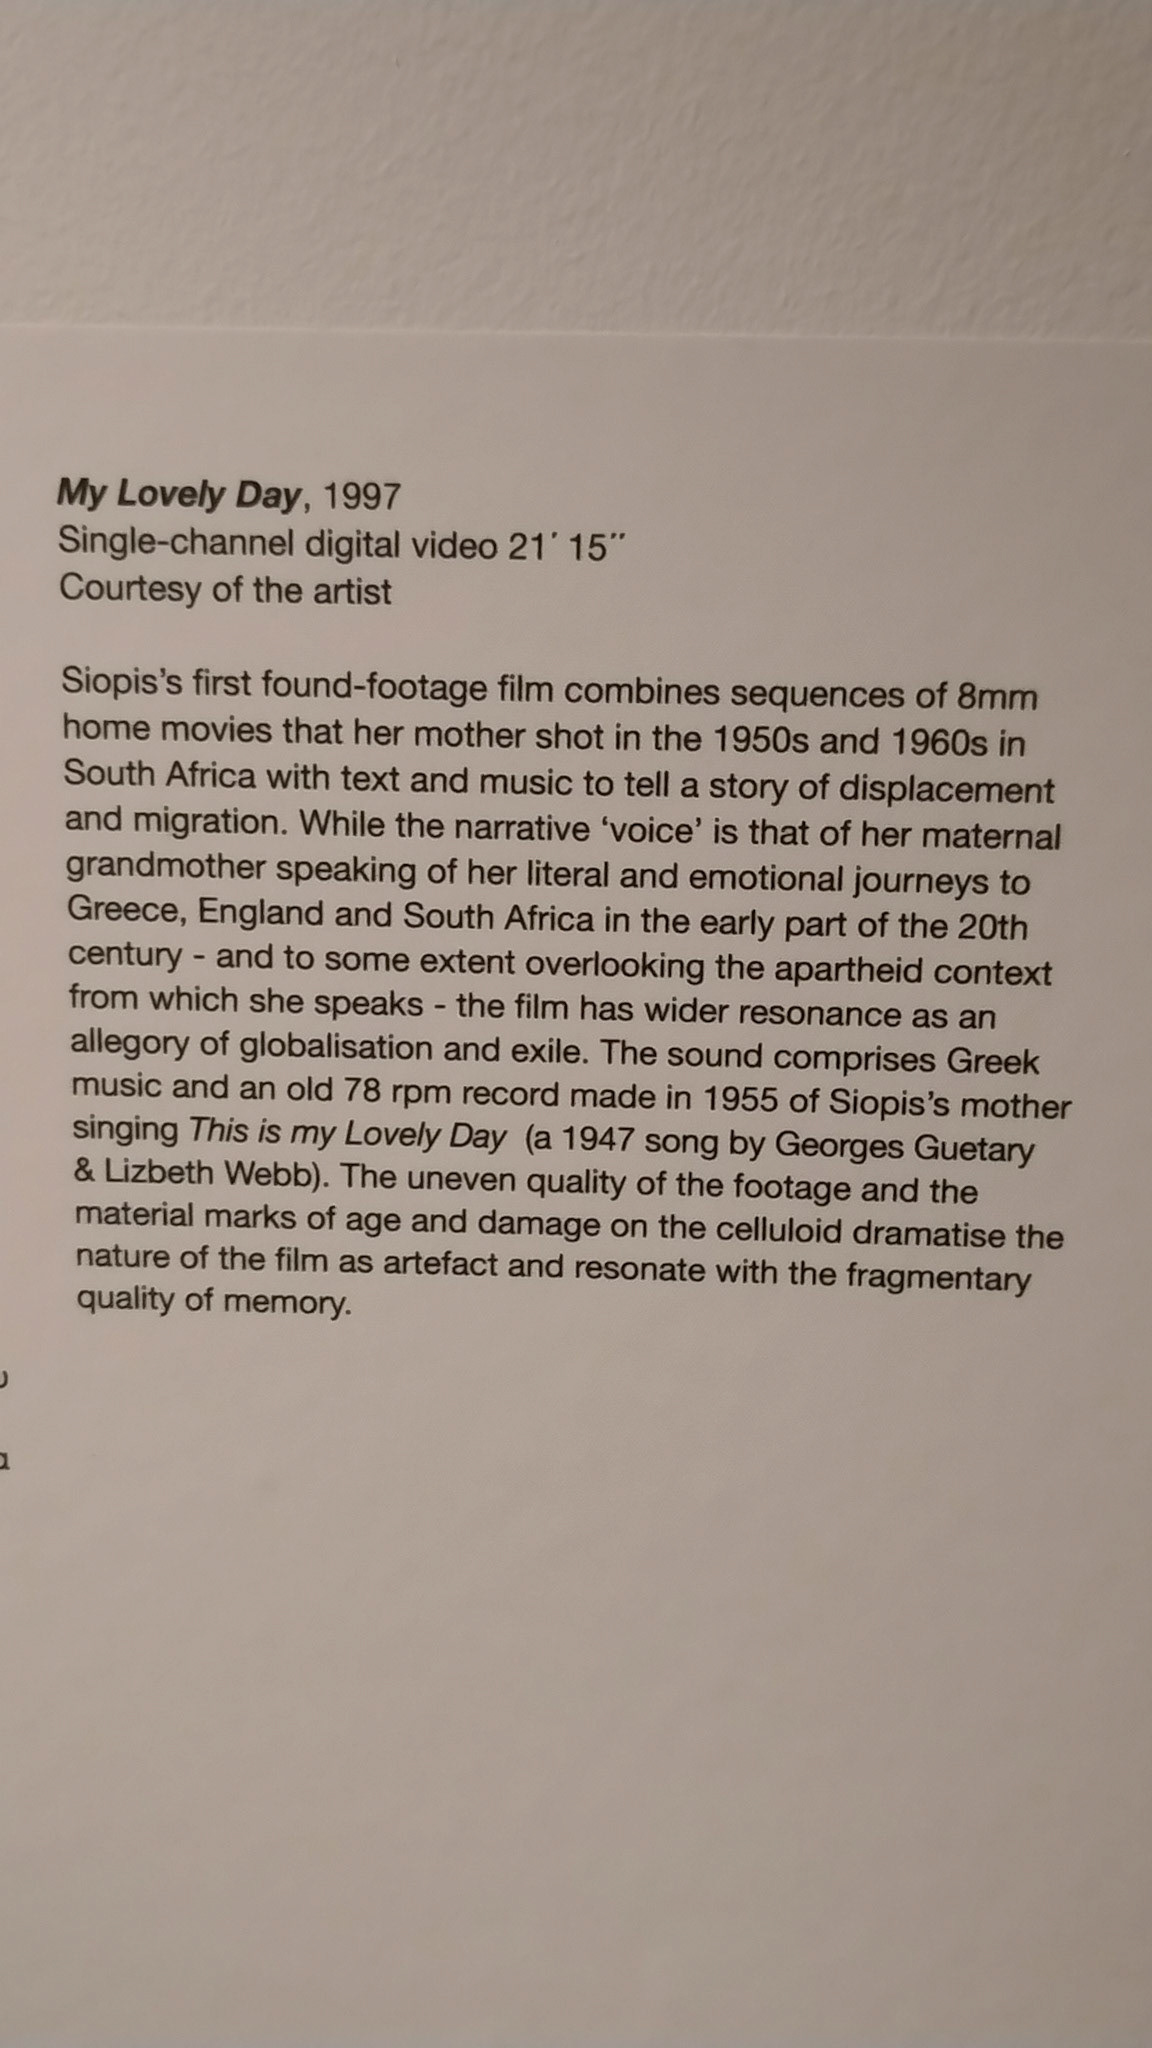 My Lovely Day, 1997
Single-channel digital video 21′ 15″
Courtesy of the artist
Siopis’s first found-footage film combines sequences of 8mm
home movies that her mother shot in the 1950s and 1960s in
South Africa with text and music to tell a story of displacement
and migration. While the narrative ‘voice’ is that of her maternal
grandmother speaking of her literal and emotional journeys to
Greece, England and South Africa in the early part of the 20th
century - and to some extent overlooking the apartheid context
from which she speaks - the film has wider resonance as an
allegory of globalisation and exile. The sound comprises Greek
music and an old 78 rpm record made in 1955 of Siopis’s mother
singing This is my Lovely Day (a 1947 song by Georges Guetary
& Lizbeth Webb). The uneven quality of the footage and the
material marks of age and damage on the celluloid dramatise the
nature of the film as artefact and resonate with the fragmentary
quality of memory.